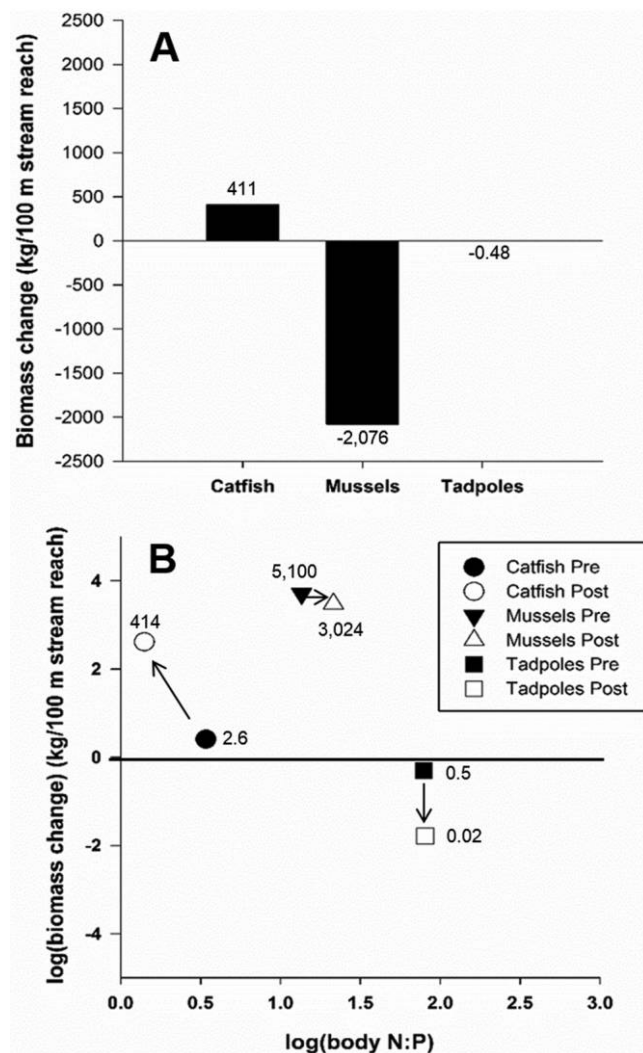 A
Biomass change (kg/100 m stream reach)
2500
2000
1500
1000
500
0
-500
-1000
-1500
-2000
-2500
411
-0.48
-2,076
Catfish Mussels Tadpoles
B
log(biomass change) (kg/100 m stream reach)
4
2
0
-2
-4
5,100
414
3,024
2.6
0.5
0.02
Catfish Pre
Catfish Post
Mussels Pre
Mussels Post
Tadpoles Pre
Tadpoles Post
0.0 0.5 1.0 1.5 2.0 2.5 3.0
log(body N:P)